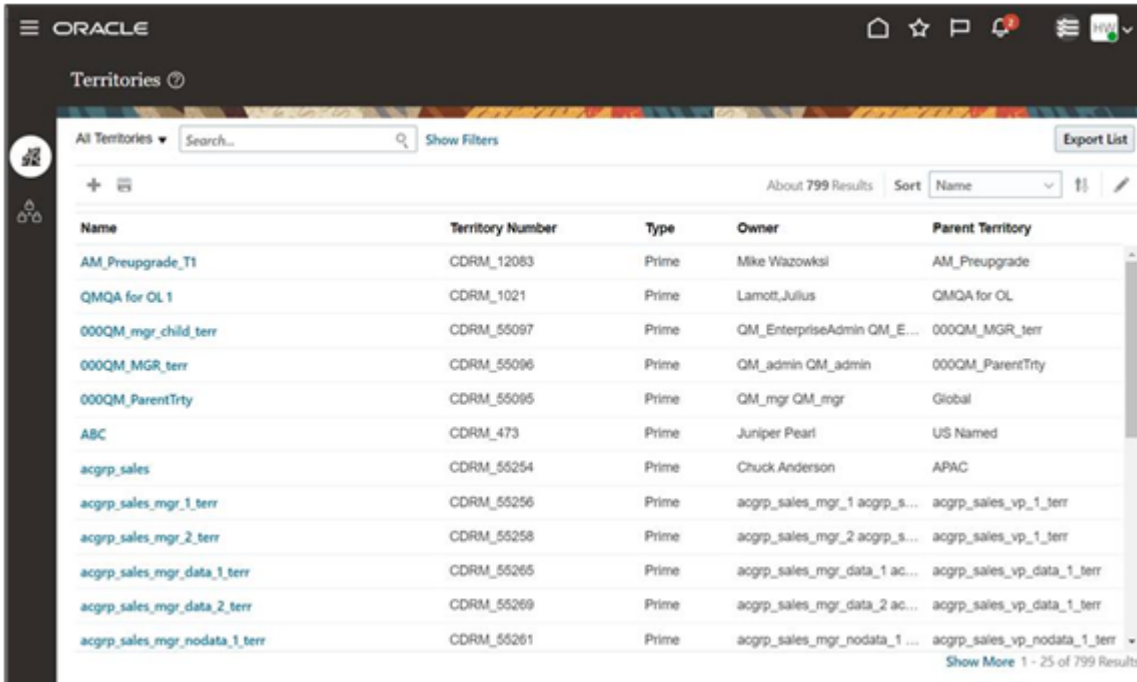 ORACLE 2 HW
Territories ?
All Territories Search... Show Filters Export List
About 799 Results Sort Name
Name Territory Number Type Owner Parent Territory
AM_Preupgrade_T1 CDRM_12083 Prime Mike Wazowksi AM_Preupgrade
QMQA for OL 1 CDRM_1021 Prime Lamott,Julius QMQA for OL
000QM_mgr_child_terr CDRM_55097 Prime QM_EnterpriseAdmin QM_E... 000QM_MGR_terr
000QM_MGR_terr CDRM_55096 Prime QM_admin QM_admin 000QM_ParentTrty
000QM_ParentTrty CDRM_55095 Prime QM_mgr QM_mgr Global
ABC CDRM_473 Prime Juniper Pearl US Named
acgrp_sales CDRM_55254 Prime Chuck Anderson APAC
acgrp_sales_mgr_1_terr CDRM_55256 Prime acgrp_sales_mgr_1 acgrp_s... acgrp_sales_vp_1_terr
acgrp_sales_mgr_2_terr CDRM_55258 Prime acgrp_sales_mgr_2 acgrp_s... acgrp_sales_vp_1_terr
acgrp_sales_mgr_data_1_terr CDRM_55265 Prime acgrp_sales_mgr_data_1 ac... acgrp_sales_vp_data_1_terr
acgrp_sales_mgr_data_2_terr CDRM_55269 Prime acgrp_sales_mgr_data_2 ac... acgrp_sales_vp_data_1_terr
acgrp_sales_mgr_nodata_1_terr CDRM_55261 Prime acgrp_sales_mgr_nodata_1 ... acgrp_sales_vp_nodata_1_terr
Show More 1 - 25 of 799 Results